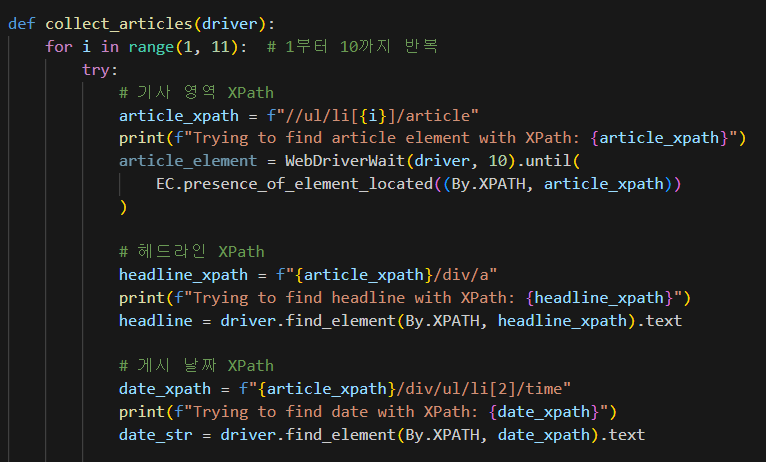 def collect_articles(driver):
    for i in range(1, 11):  # 1부터 10까지 반복
        try:
            # 기사 영역 XPath
            article_xpath = f"//ul/li[{i}]/article"
            print(f"Trying to find article element with XPath: {article_xpath}")
            article_element = WebDriverWait(driver, 10).until(
                EC.presence_of_element_located((By.XPATH, article_xpath))
            )
            # 헤드라인 XPath
            headline_xpath = f"{article_xpath}/div/a"
            print(f"Trying to find headline with XPath: {headline_xpath}")
            headline = driver.find_element(By.XPATH, headline_xpath).text
            # 게시 날짜 XPath
            date_xpath = f"{article_xpath}/div/ul/li[2]/time"
            print(f"Trying to find date with XPath: {date_xpath}")
            date_str = driver.find_element(By.XPATH, date_xpath).text